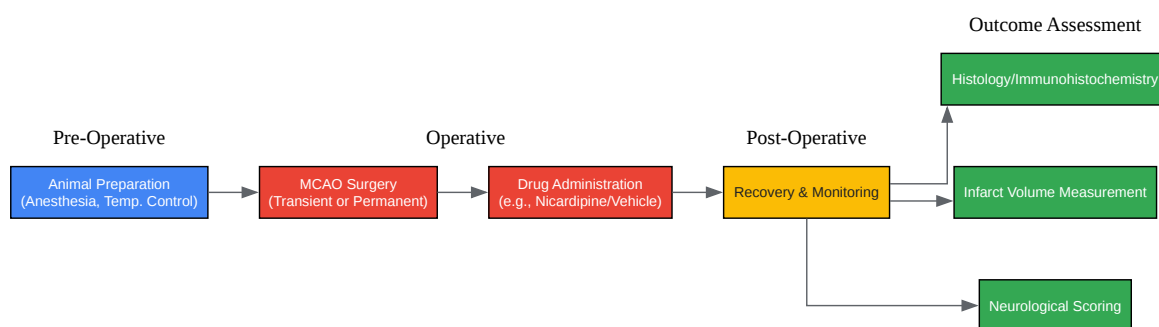 Outcome Assessment
Histology/Immunohistochemistry
Pre-Operative
Operative
Post-Operative
Animal Preparation
(Anesthesia, Temp. Control)
MCAO Surgery
(Transient or Permanent)
Drug Administration
(e.g., Nicardipine/Vehicle)
Recovery & Monitoring
Infarct Volume Measurement
Neurological Scoring